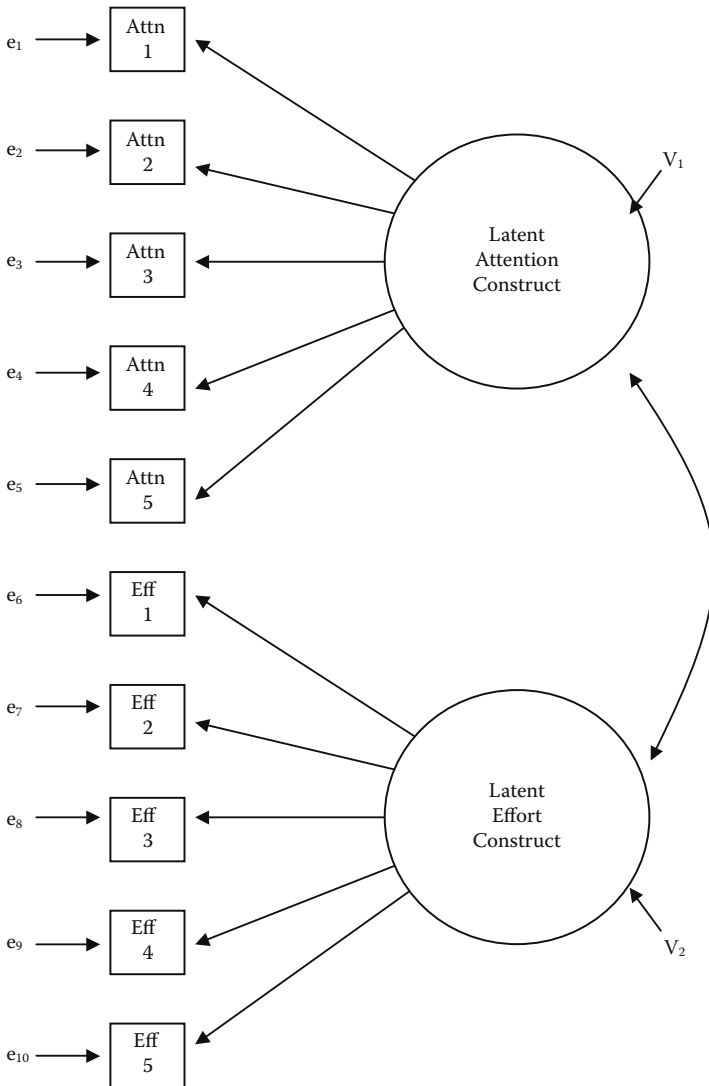 e₁
Attn
1
e₂
Attn
2
V₁
Latent
Attention
Construct
e₃
Attn
3
e₄
Attn
4
e₅
Attn
5
e₆
Eff
1
e₇
Eff
2
Latent
Effort
Construct
e₈
Eff
3
e₉
Eff
4
V₂
e₁₀
Eff
5